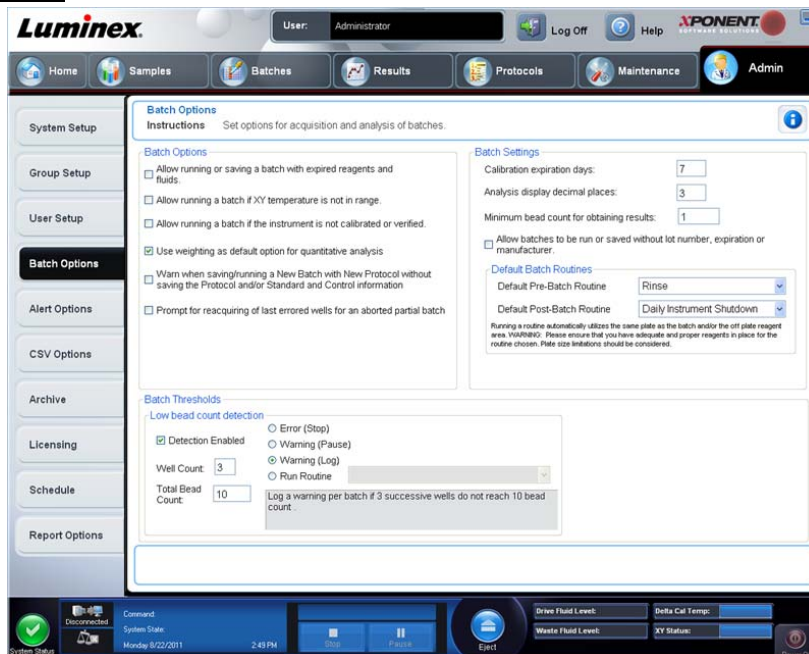 Luminex.
User: Administrator
Log Off
Help
XPONENT.
SOFTWARE SOLUTIONS
Home
Samples
Batches
Results
Protocols
Maintenance
Admin
System Setup
Group Setup
User Setup
Batch Options
Alert Options
CSV Options
Archive
Licensing
Schedule
Report Options
Batch Options
Instructions Set options for acquisition and analysis of batches.
Batch Options
Allow running or saving a batch with expired reagents and
fluids.
Allow running a batch if XY temperature is not in range.
Allow running a batch if the instrument is not calibrated or verified.
Use weighting as default option for quantitative analysis
Warn when saving/running a New Batch with New Protocol without
saving the Protocol and/or Standard and Control information
Prompt for reacquiring of last errored wells for an aborted partial batch
Batch Settings
Calibration expiration days: 7
Analysis display decimal places: 3
Minimum bead count for obtaining results: 1
Allow batches to be run or saved without lot number, expiration or
manufacturer.
Default Batch Routines
Default Pre-Batch Routine Rinse
Default Post-Batch Routine Daily Instrument Shutdown
Running a routine automatically utilizes the same plate as the batch and/or the off plate reagent
area. WARNING: Please ensure that you have adequate and proper reagents in place for the
routine chosen. Plate size limitations should be considered.
Batch Thresholds
Low bead count detection
Detection Enabled
Well Count: 3
Total Bead
Count: 10
Error (Stop)
Warning (Pause)
Warning (Log)
Run Routine
Log a warning per batch if 3 successive wells do not reach 10 bead
count .
System Status
Disconnected
Command:
System State:
Monday 8/22/2011 2:49 PM
Stop
Pause
Eject
Drive Fluid Level:
Waste Fluid Level:
Delta Cal Temp:
XY Status: